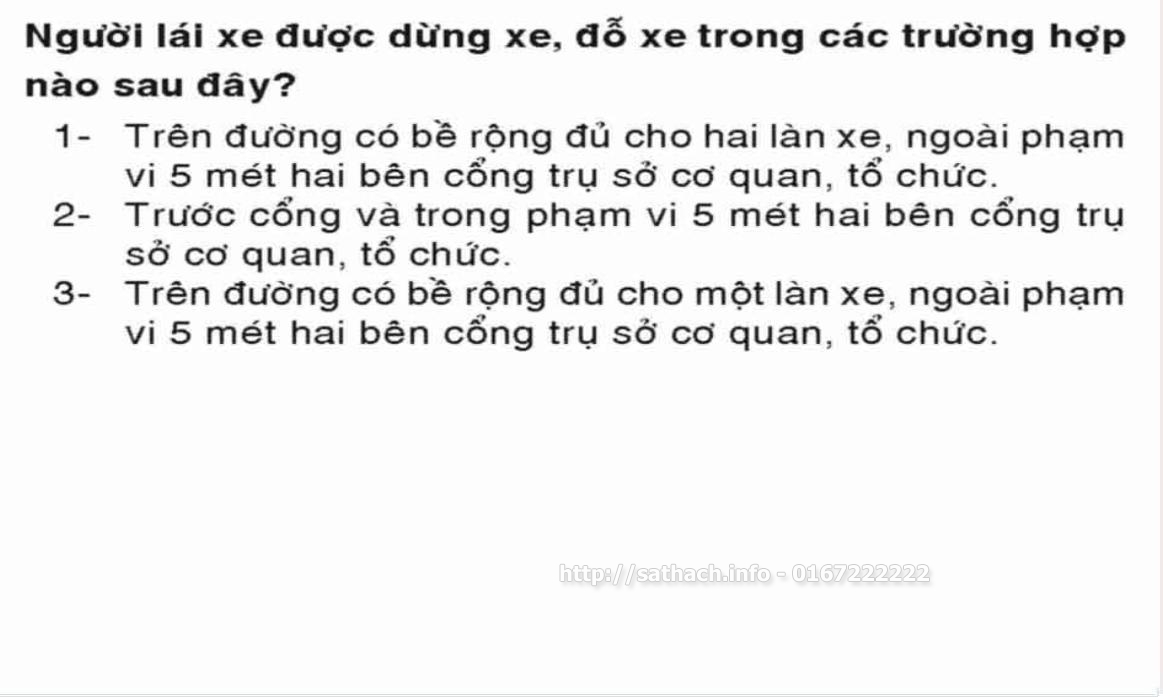 Người lái xe được dừng xe, đỗ xe trong các trường hợp
nào sau đây?
1- Trên đường có bề rộng đủ cho hai làn xe, ngoài phạm
vi 5 mét hai bên cổng trụ sở cơ quan, tổ chức.
2- Trước cổng và trong phạm vi 5 mét hai bên cổng trụ
sở cơ quan, tổ chức.
3- Trên đường có bề rộng đủ cho một làn xe, ngoài phạm
vi 5 mét hai bên cổng trụ sở cơ quan, tổ chức.
http://sathach.info - 0167222222